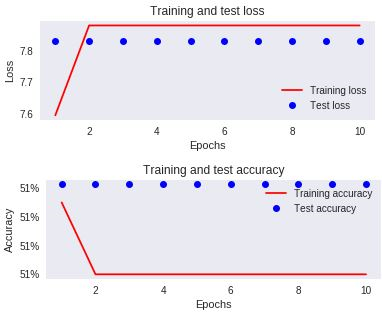 Training and test loss
7.8
7.7
7.6
Loss
Training loss
Test loss
2 4 6 8 10
Epochs
Training and test accuracy
51%
51%
51%
51%
Accuracy
Training accuracy
Test accuracy
2 4 6 8 10
Epochs